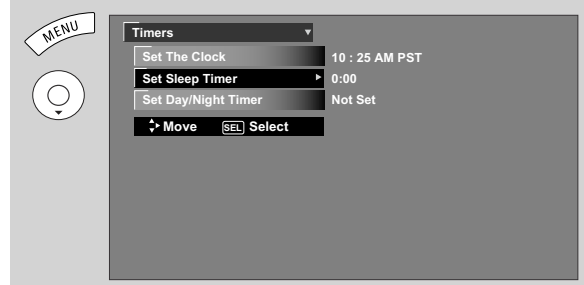 MENU
Timers
Set The Clock 10 : 25 AM PST
Set Sleep Timer 0:00
Set Day/Night Timer Not Set
Move SEL Select